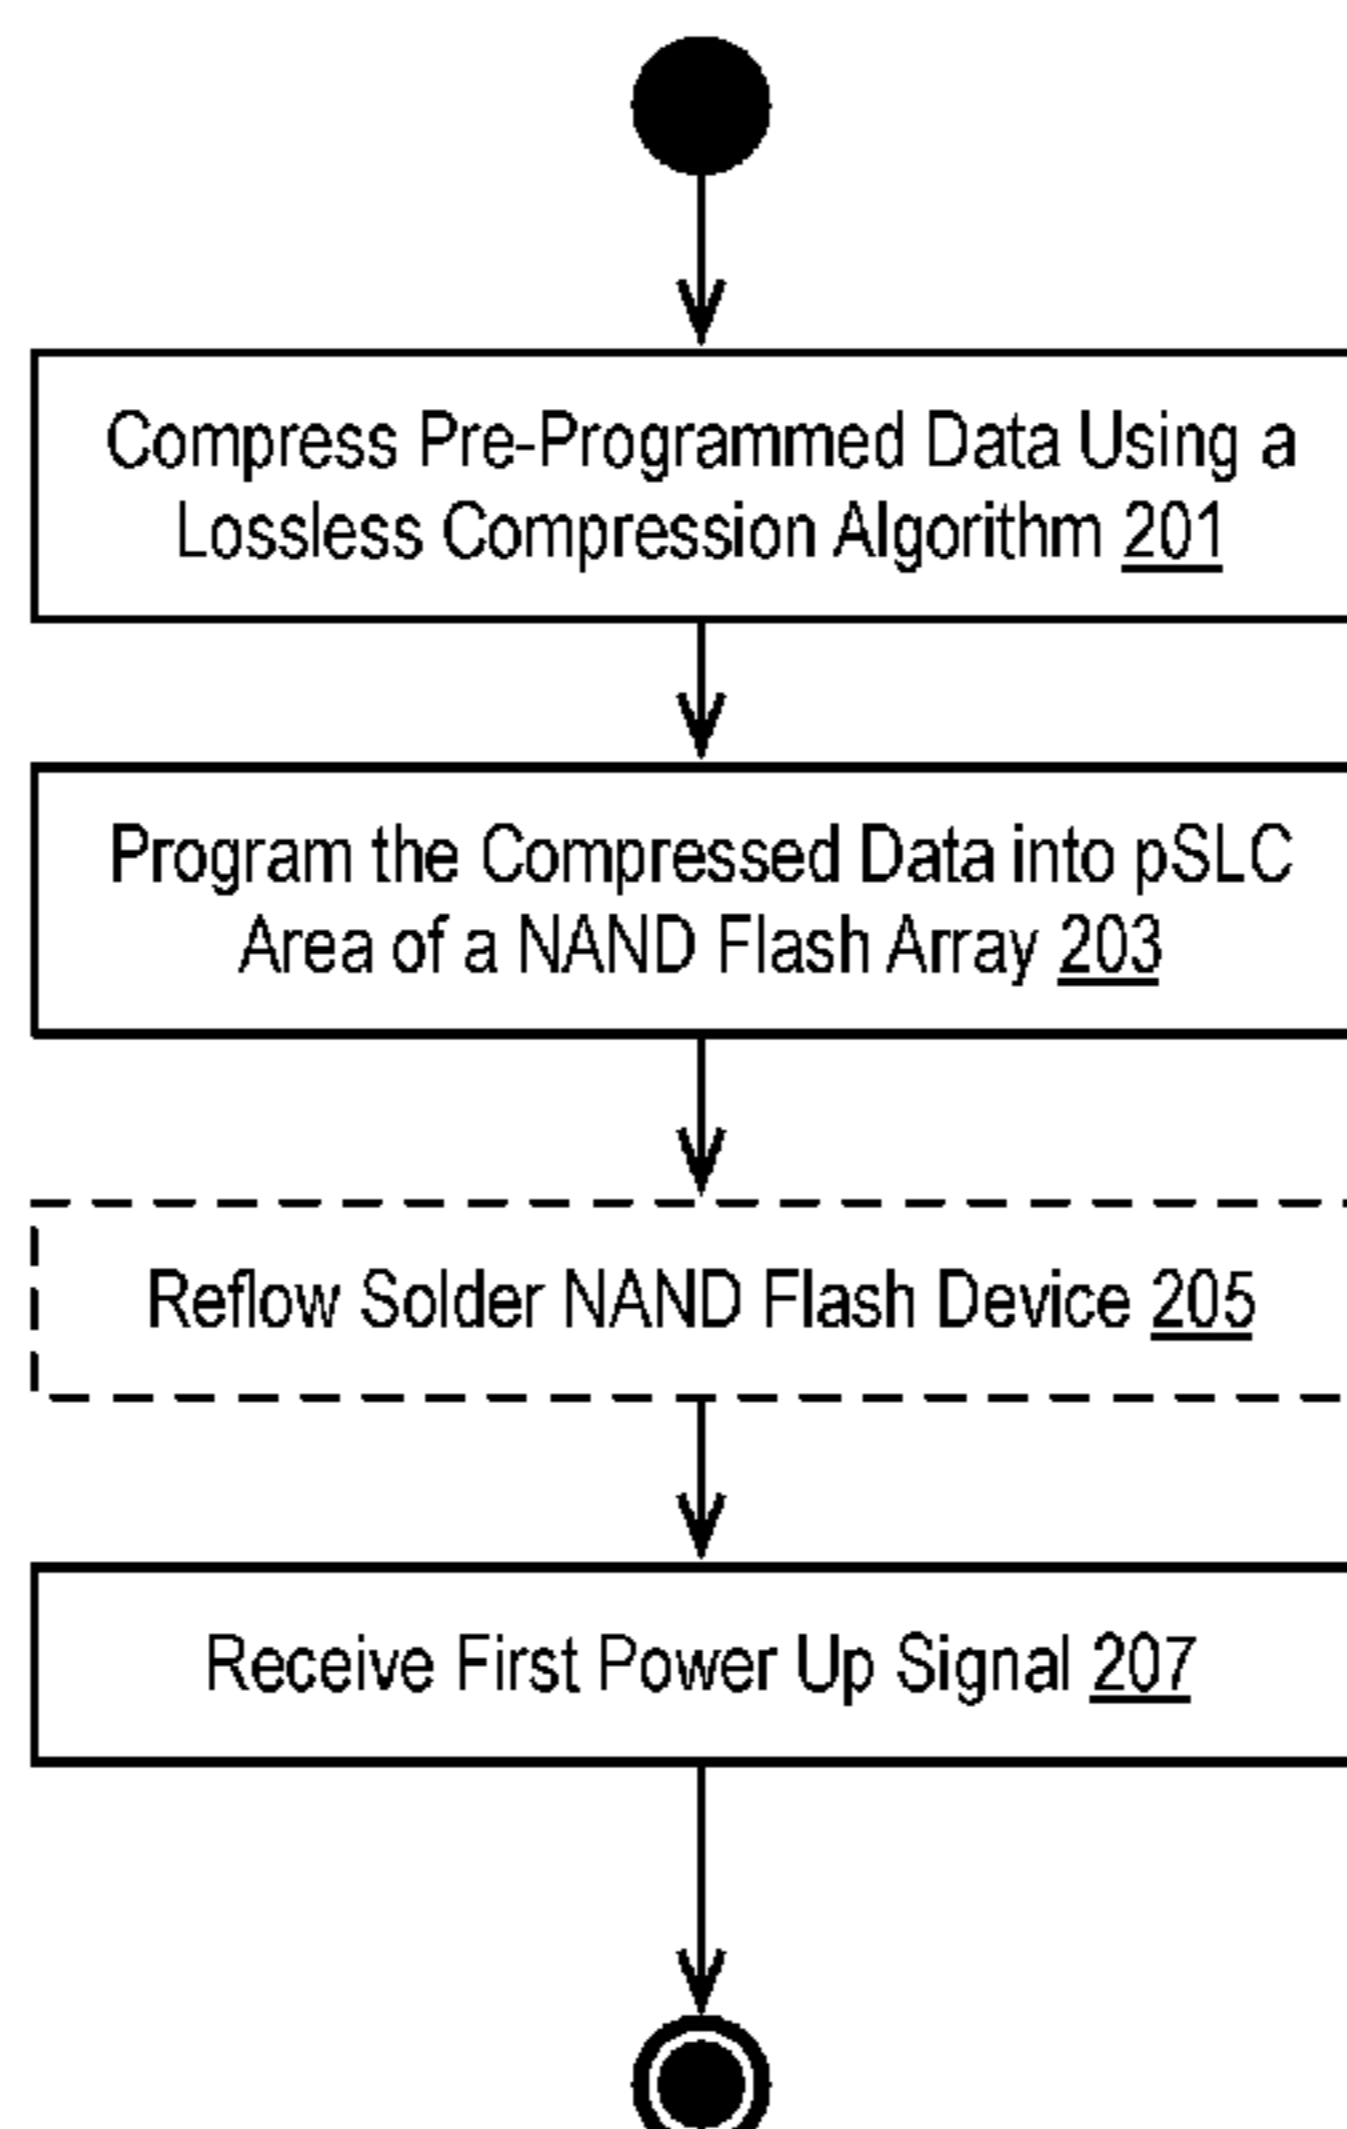 Compress Pre-Programmed Data Using a
Lossless Compression Algorithm 201
Program the Compressed Data into pSLC
Area of a NAND Flash Array 203
Reflow Solder NAND Flash Device 205
Receive First Power Up Signal 207